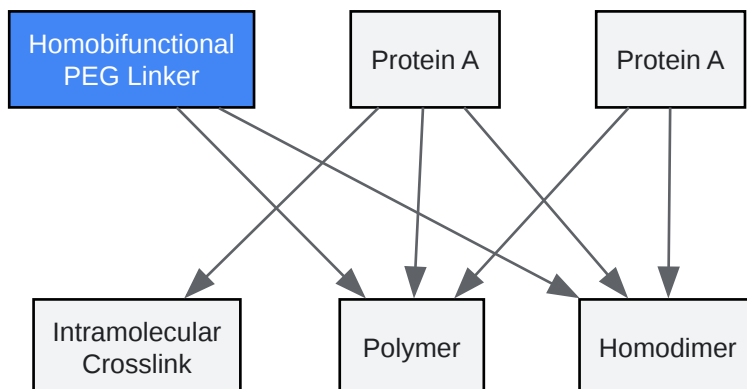 Homobifunctional
PEG Linker
Protein A
Protein A
Intramolecular
Crosslink
Polymer
Homodimer